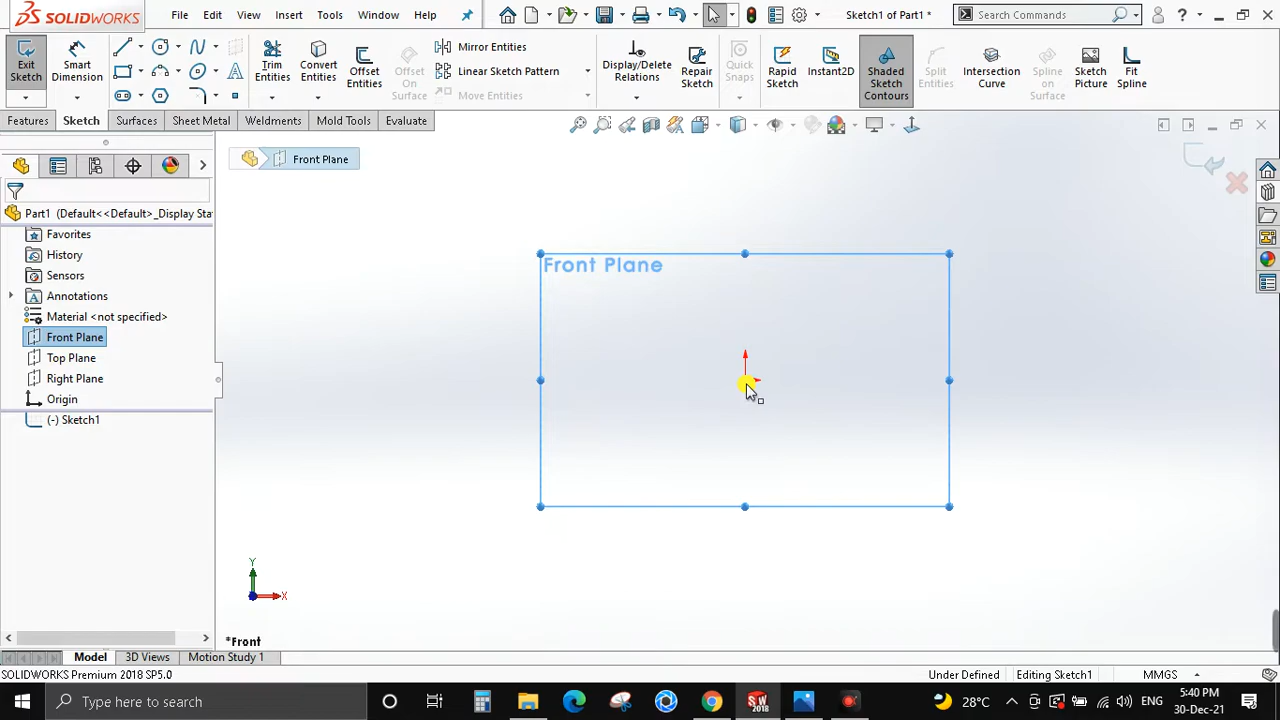 SOLIDWORKS File Edit View Insert Tools Window Help Sketch1 of Part1 * Search Commands ?
Exit Sketch Smart Dimension Trim Entities Convert Entities Offset Entities Offset On Surface Mirror Entities Linear Sketch Pattern Move Entities Display/Delete Relations Repair Sketch Quick Snaps Rapid Sketch Instant2D Shaded Sketch Contours Split Entities Intersection Curve Spline on Surface Sketch Picture Fit Spline
Features Sketch Surfaces Sheet Metal Weldments Mold Tools Evaluate
Front Plane
Part1 (Default<<Default>_Display Sta
Favorites
History
Sensors
Annotations
Material <not specified>
Front Plane
Top Plane
Right Plane
Origin
(-) Sketch1
Front Plane
Y
X
*Front
Model 3D Views Motion Study 1
SOLIDWORKS Premium 2018 SP5.0 Under Defined Editing Sketch1 MMGS
Type here to search SW 2018 28°C ENG 5:40 PM
30-Dec-21